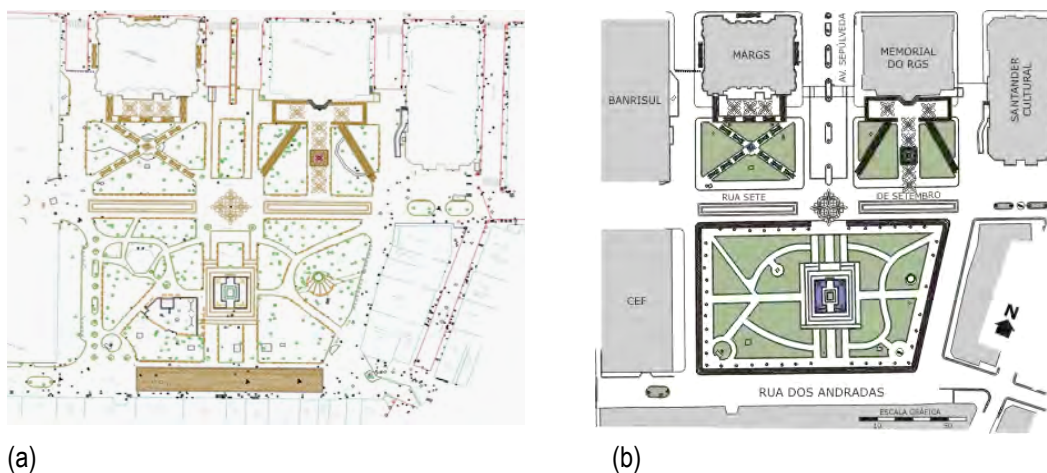 MARGS
AV. SEPÚLVEDA
MEMORIAL
DO RGS
BANRISUL
SANTANDER
CULTURAL
RUA SETE
DE SETEMBRO
CEF
N
RUA DOS ANDRADAS
ESCALA GRÁFICA
10
(a)
(b)